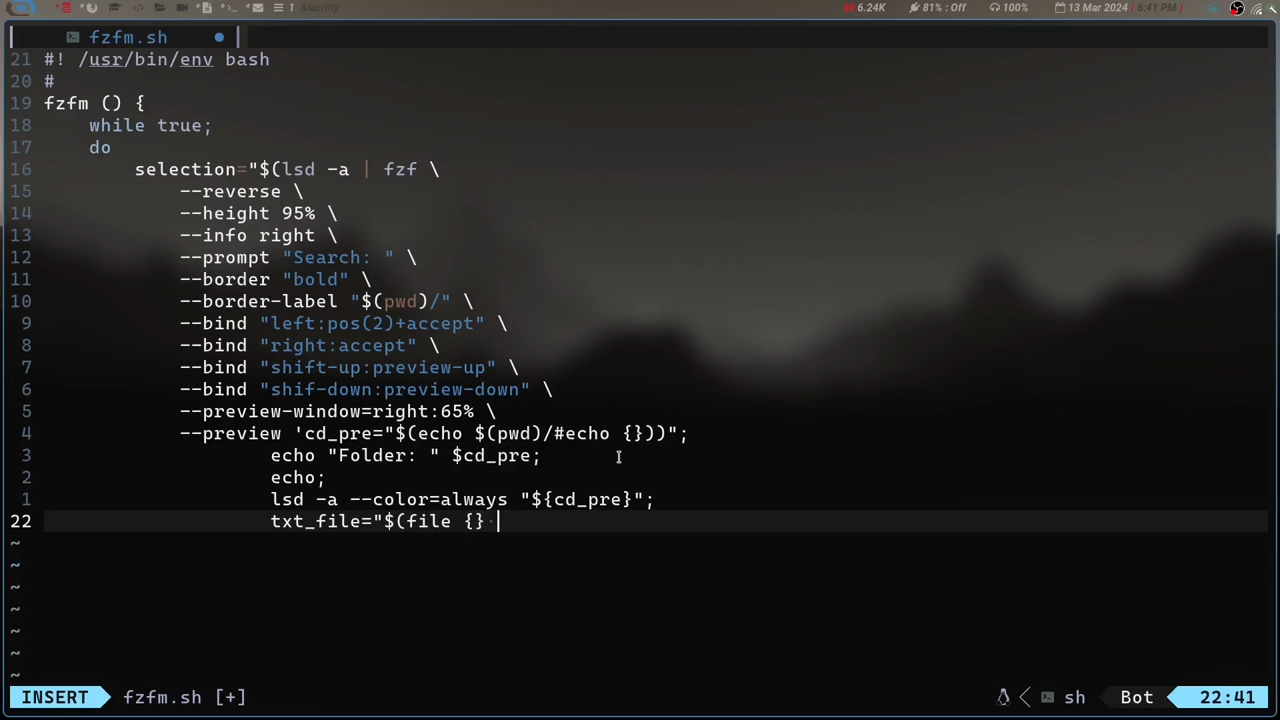 1 Alacritty 6.24K 81% : Off 100% 13 Mar 2024 | 6:41 PM
fzfm.sh
21 #! /usr/bin/env bash
20 #
19 fzfm () {
18 while true;
17 do
16 selection="$(lsd -a | fzf \
15 --reverse \
14 --height 95% \
13 --info right \
12 --prompt "Search: " \
11 --border "bold" \
10 --border-label "$(pwd)/" \
9 --bind "left:pos(2)+accept" \
8 --bind "right:accept" \
7 --bind "shift-up:preview-up" \
6 --bind "shif-down:preview-down" \
5 --preview-window=right:65% \
4 --preview 'cd_pre="$(echo $(pwd)/#echo {}))";
3 echo "Folder: " $cd_pre;
2 echo;
1 lsd -a --color=always "${cd_pre}";
22 txt_file="$(file {}
~
~
~
~
~
~
~
INSERT fzfm.sh [+] sh Bot 22:41